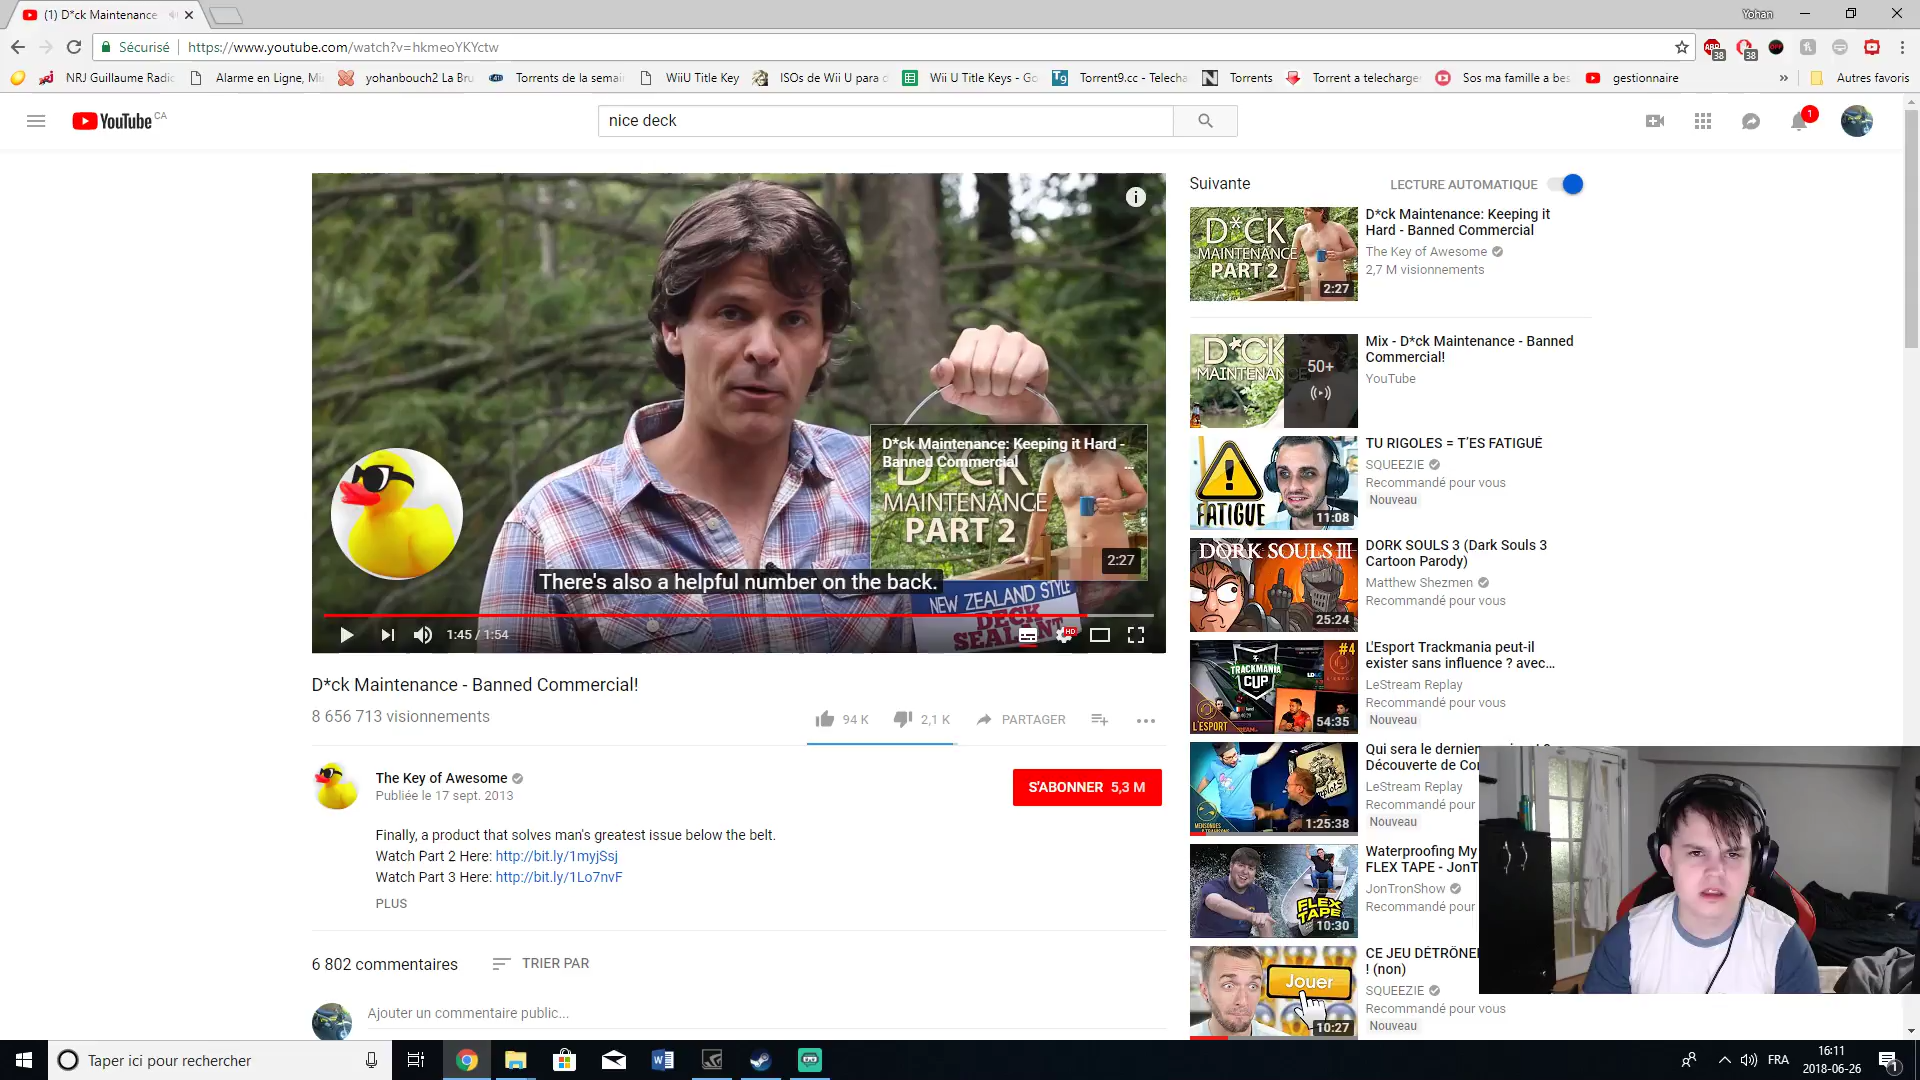 (1) D*ck Maintenance
Yohan
Sécurisé
https://www.youtube.com/watch?v=hkmeoYKYctw
ABP
38
38
OFF
NRJ Guillaume Radio
Alarme en Ligne, Mi
yohanbouch2 La Bru
Torrents de la semai
WiiU Title Key
ISOs de Wii U para d
Wii U Title Keys - Go
Torrent9.cc - Telecha
Torrents
Torrent a telecharge
Sos ma famille a bes
gestionnaire
»
Autres favoris
YouTube CA
nice deck
1
D*ck Maintenance: Keeping it Hard -
Banned Commercial
...
D*CK
MAINTENANCE
PART 2
2:27
There's also a helpful number on the back.
NEW ZEALAND STYLE
DECK
SEALANT
1:45 / 1:54
HD
D*ck Maintenance - Banned Commercial!
8 656 713 visionnements
94 K
2,1 K
PARTAGER
The Key of Awesome
Publiée le 17 sept. 2013
S'ABONNER 5,3 M
Finally, a product that solves man's greatest issue below the belt.
Watch Part 2 Here: http://bit.ly/1myjSsj
Watch Part 3 Here: http://bit.ly/1Lo7nvF
PLUS
6 802 commentaires
TRIER PAR
Ajouter un commentaire public...
Suivante
LECTURE AUTOMATIQUE
D*CK
MAINTENANCE
PART 2
2:27
D*ck Maintenance: Keeping it
Hard - Banned Commercial
The Key of Awesome
2,7 M visionnements
D*CK
MAINTENANCE
50+
Mix - D*ck Maintenance - Banned
Commercial!
YouTube
FATIGUE
11:08
TU RIGOLES = T'ES FATIGUÉ
SQUEEZIE
Recommandé pour vous
Nouveau
DORK SOULS III
25:24
DORK SOULS 3 (Dark Souls 3
Cartoon Parody)
Matthew Shezmen
Recommandé pour vous
#4
TRACKMANIA
CUP
L'ESPORT
54:35
L'Esport Trackmania peut-il
exister sans influence ? avec...
LeStream Replay
Recommandé pour vous
Nouveau
1:25:38
Qui sera le dernier
Découverte de Co
LeStream Replay
Recommandé pour
Nouveau
FLEX
TAPE
10:30
Waterproofing My
FLEX TAPE - JonT
JonTronShow
Recommandé pour
Jouer
10:27
CE JEU DÉTRÔNE
! (non)
SQUEEZIE
Recommandé pour vous
Nouveau
Taper ici pour rechercher
FRA
16:11
2018-06-26
1